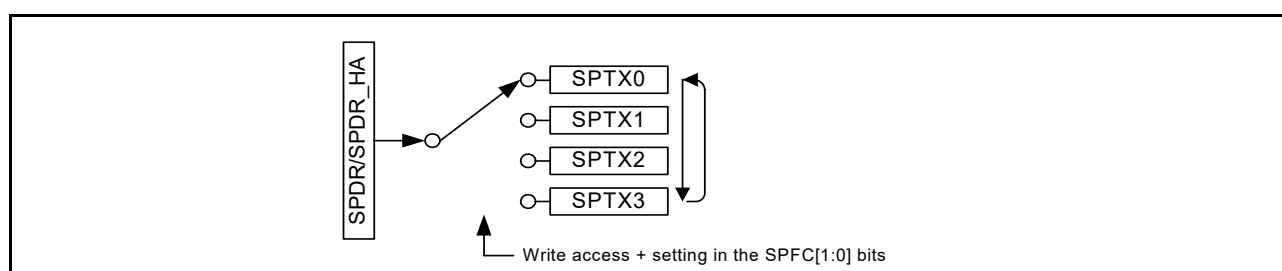 SPDR/SPDR_HA
SPTX0
SPTX1
SPTX2
SPTX3
Write access + setting in the SPFC[1:0] bits